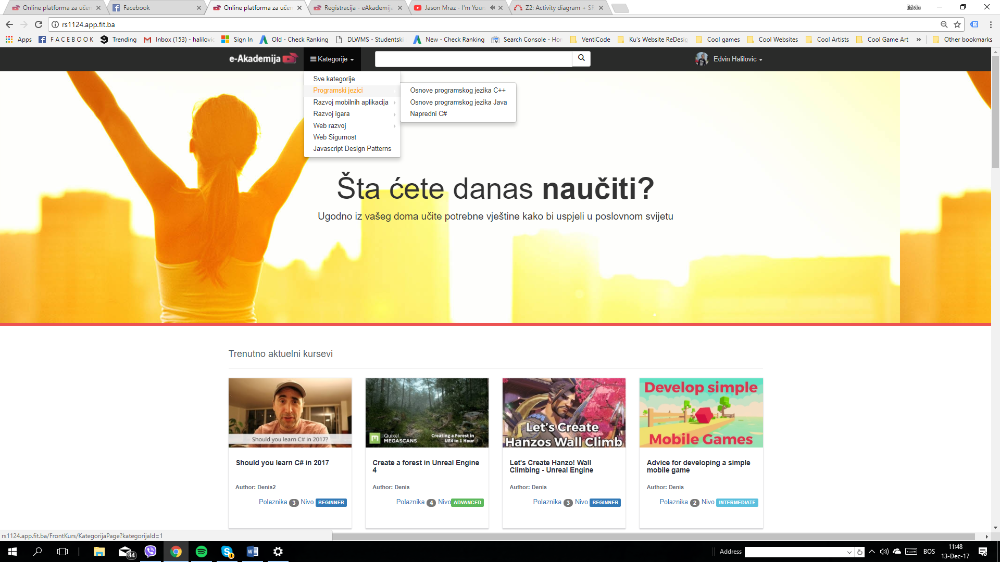 Online platforma za učen
Facebook
Online platforma za učen
Registracija - eAkademija
Jason Mraz - I'm Your
Z2: Activity diagram + SR
Edvin
rs1124.app.fit.ba
Apps
F A C E B O O K
Trending
Inbox (153) - halilovic
Sign In
Old - Check Ranking
DLWMS - Studentski
New - Check Ranking
Search Console - Hor
VentiCode
Ku's Website ReDesig
Cool games
Cool Websites
Cool Artists
Cool Game Art
»
Other bookmarks
e-Akademija
Kategorije
Edvin Halilovic
Sve kategorije
Programski jezici
Razvoj mobilnih aplikacija
Razvoj igara
Web razvoj
Web Sigurnost
Javascript Design Patterns
Osnove programskog jezika C++
Osnove programskog jezika Java
Napredni C#
Šta ćete danas naučiti?
Ugodno iz vašeg doma učite potrebne vještine kako bi uspjeli u poslovnom svijetu
Trenutno aktuelni kursevi
Should you learn C# in 2017?
Should you learn C# in 2017
Author: Denis2
Polaznika 3 Nivo BEGINNER
Quixel
MEGASCANS
Creating a Forest in
UE4 in 1 Hour
Create a forest in Unreal Engine
4
Author: Denis
Polaznika 4 Nivo ADVANCED
Let's Create
Hanzos Wall Climb
Let's Create Hanzo! Wall
Climbing - Unreal Engine
Author: Denis
Polaznika 3 Nivo BEGINNER
Develop simple
Mobile Games
Advice for developing a simple
mobile game
Author: Denis
Polaznika 2 Nivo INTERMEDIATE
rs1124.app.fit.ba/FrontKurs/KategorijaPage?kategorijaId=1
34
1
Address
BOS
11:48
13-Dec-17